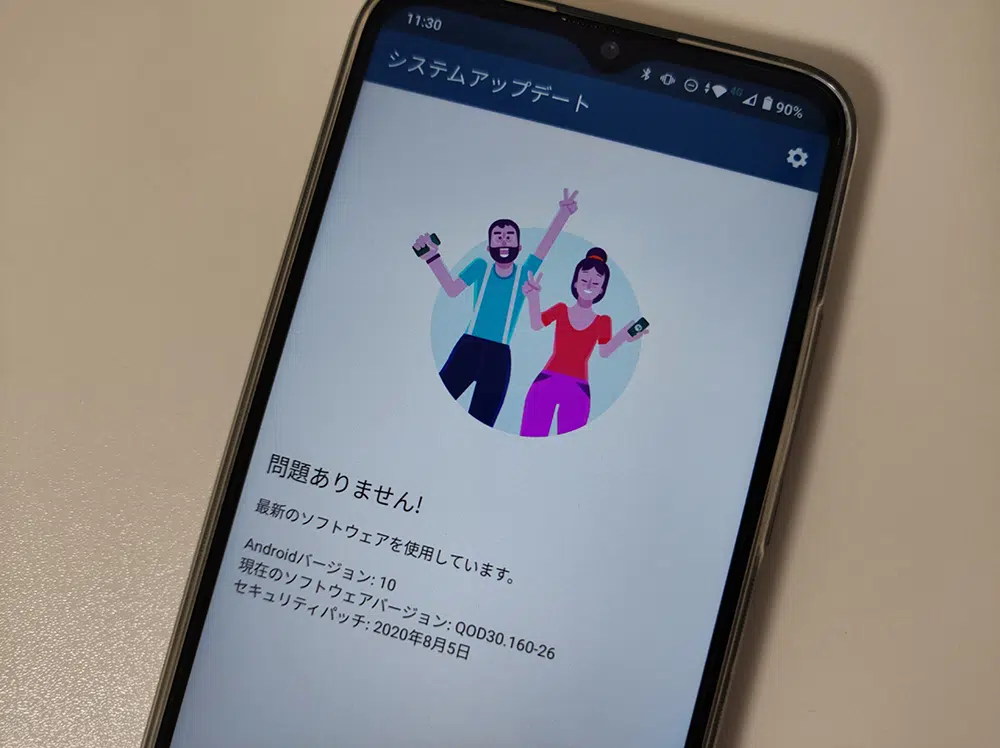 11:30
4G 90%
システムアップデート
問題ありません!
最新のソフトウェアを使用しています。
Androidバージョン: 10
現在のソフトウェアバージョン: QOD30.160-26
セキュリティパッチ: 2020年8月5日